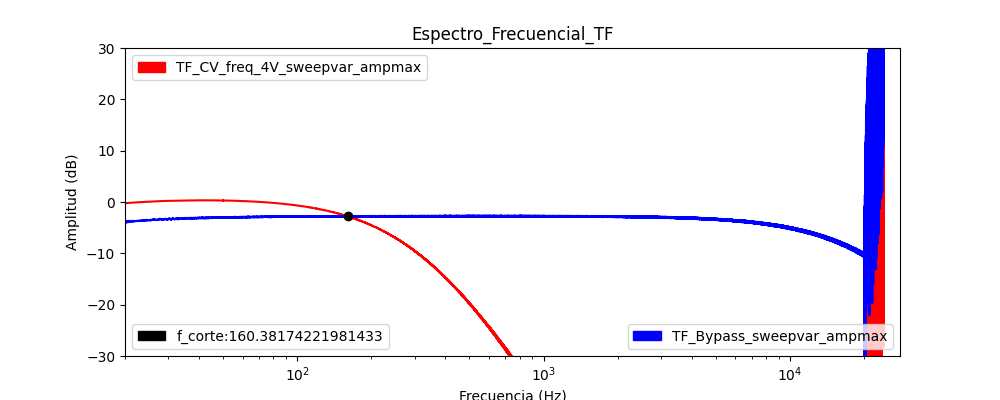 Espectro_Frecuencial_TF
TF_CV_freq_4V_sweepvar_ampmax
30
20
10
0
−10
−20
−30
Amplitud (dB)
f_corte:160.38174221981433
TF_Bypass_sweepvar_ampmax
10²
10³
10⁴
Frecuencia (Hz)